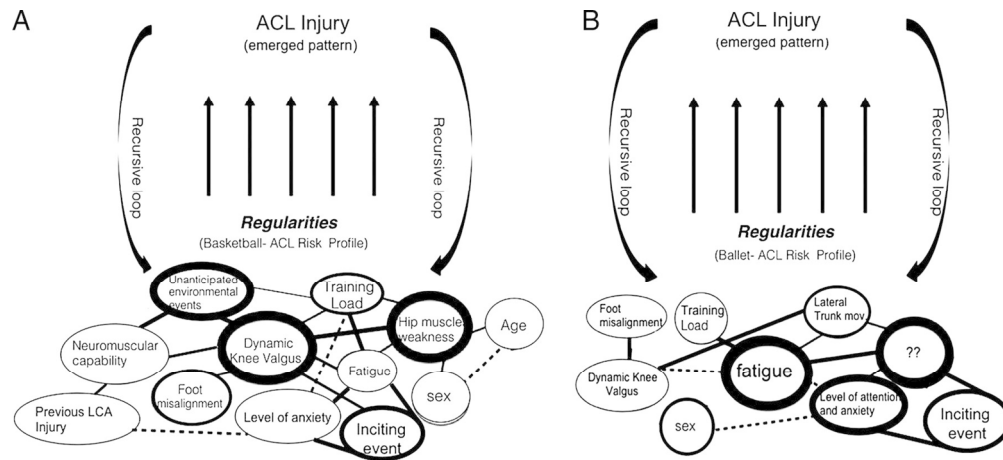 A
ACL Injury
(emerged pattern)
Recursive loop
Recursive loop
Regularities
(Basketball- ACL Risk Profile)
Unanticipated
environmental
events
Training
Load
Hip muscle
weakness
Age
Neuromuscular
capability
Dynamic
Knee Valgus
Fatigue
Foot
misalignment
sex
Previous LCA
Injury
Level of anxiety
Inciting
event
B
ACL Injury
(emerged pattern)
Recursive loop
Recursive loop
Regularities
(Ballet- ACL Risk Profile)
Foot
misalignment
Training
Load
Lateral
Trunk mov.
??
Dynamic Knee
Valgus
fatigue
Level of attention
and anxiety
sex
Inciting
event